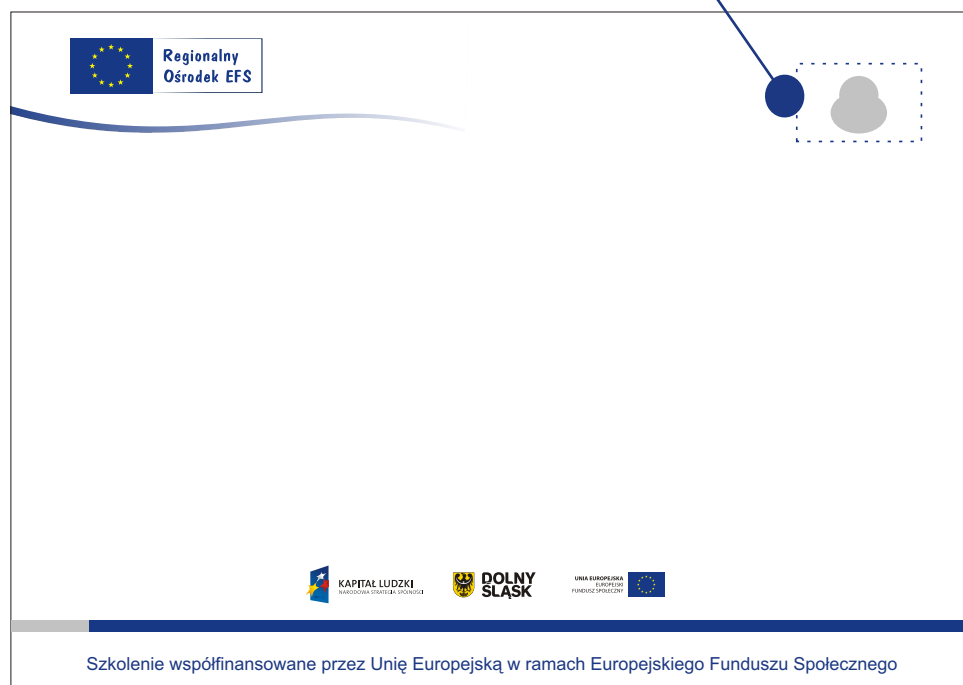 Regionalny
Ośrodek EFS
KAPITAŁ LUDZKI
NARODOWA STRATEGIA SPÓJNOŚCI
DOLNY
ŚLĄSK
UNIA EUROPEJSKA
EUROPEJSKI
FUNDUSZ SPOŁECZNY
Szkolenie współfinansowane przez Unię Europejską w ramach Europejskiego Funduszu Społecznego